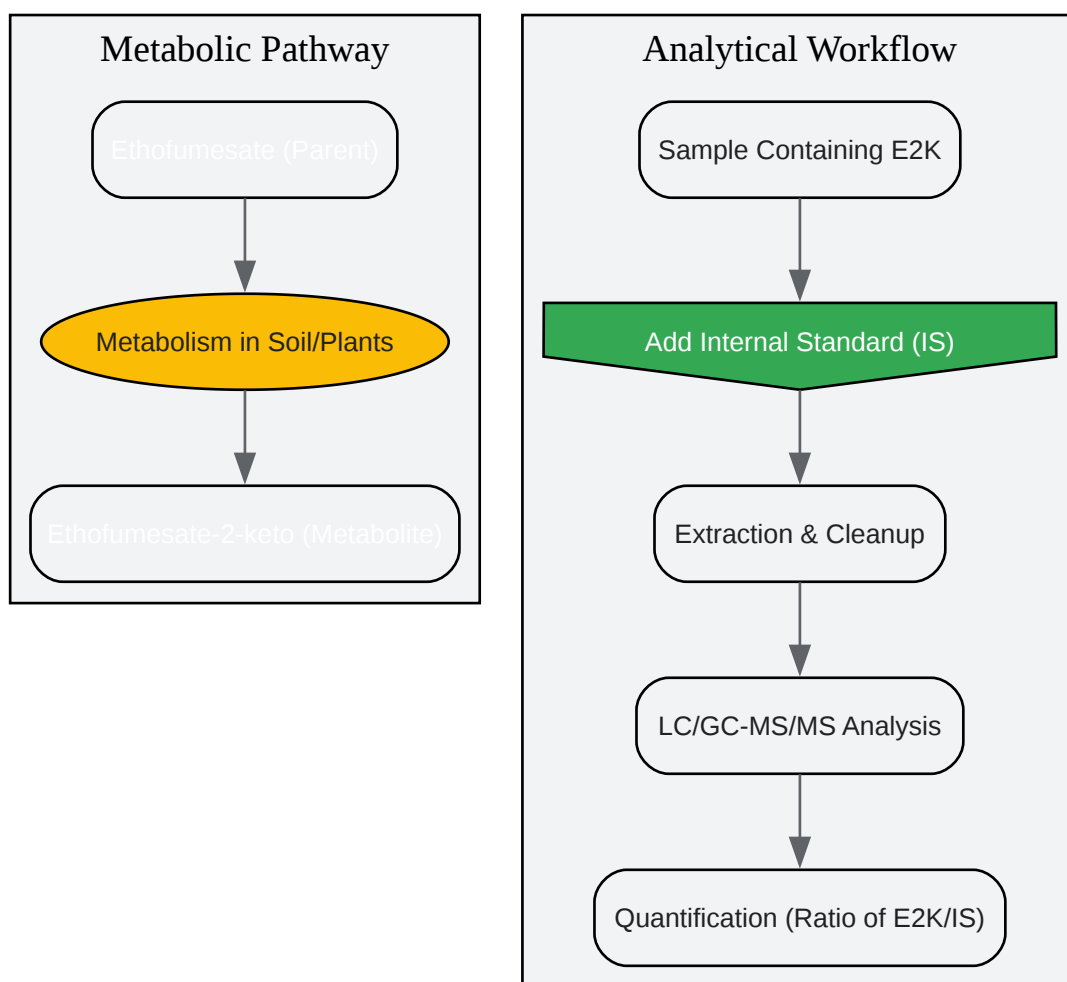 Metabolic Pathway
Ethofumesate (Parent)
Metabolism in Soil/Plants
Ethofumesate-2-keto (Metabolite)
Analytical Workflow
Sample Containing E2K
Add Internal Standard (IS)
Extraction & Cleanup
LC/GC-MS/MS Analysis
Quantification (Ratio of E2K/IS)